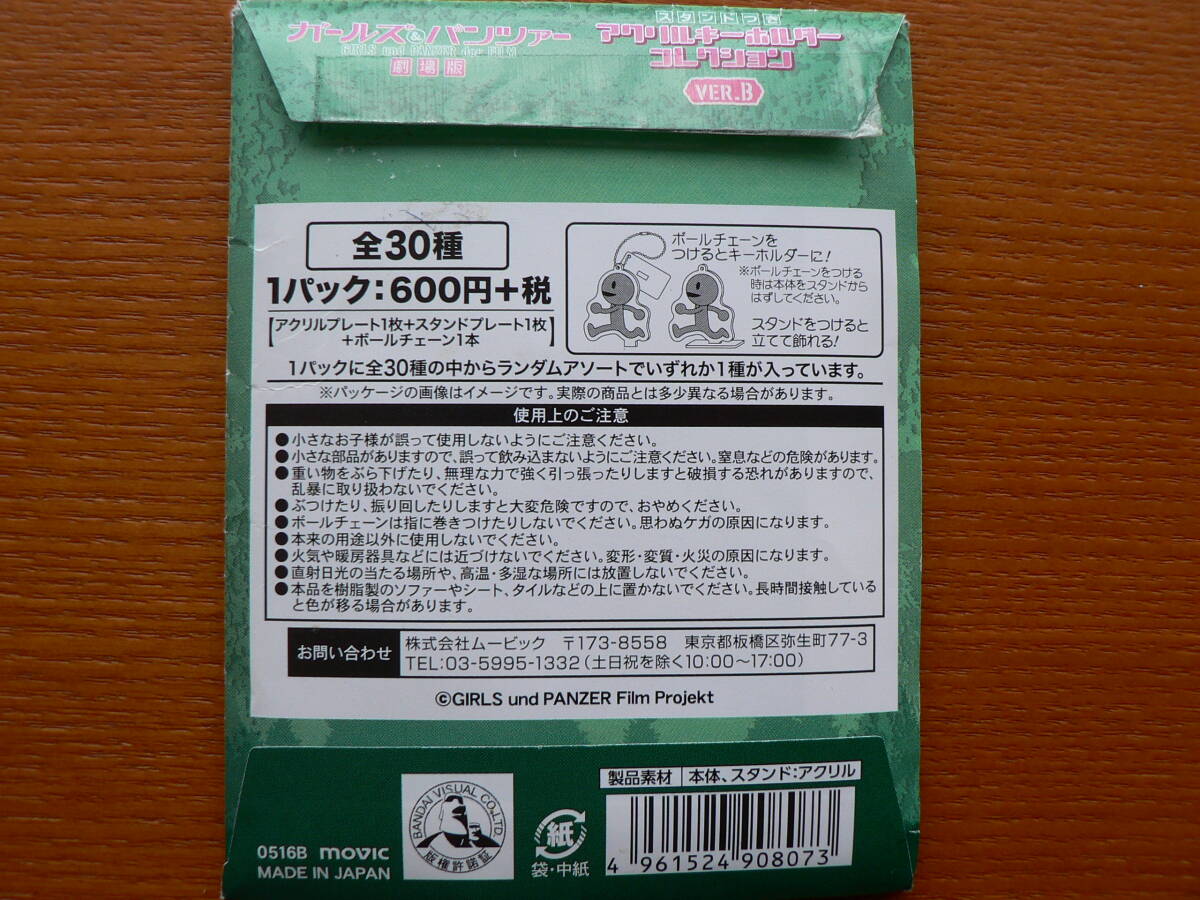 ガールズ&パンツァー
GIRLS und PANZER der FILM
劇場版
スタンドつき
アクリルキーホルダー
コレクション
VER.B
全30種
1パック:600円+税
【アクリルプレート1枚+スタンドプレート1枚
+ボールチェーン1本】
ボールチェーンを
つけるとキーホルダーに!
※ボールチェーンをつける
時は本体をスタンドから
はずしてください。
スタンドをつけると
立てて飾れる!
1パックに全30種の中からランダムアソートでいずれか1種が入っています。
※パッケージの画像はイメージです。実際の商品とは多少異なる場合があります。
使用上のご注意
●小さなお子様が誤って使用しないようにご注意ください。
●小さな部品がありますので、誤って飲み込まないようにご注意ください。窒息などの危険があります。
●重い物をぶら下げたり、無理な力で強く引っ張ったりしますと破損する恐れがありますので、
乱暴に取り扱わないでください。
●ぶつけたり、振り回したりしますと大変危険ですので、おやめください。
●ボールチェーンは指に巻きつけたりしないでください。思わぬケガの原因になります。
●本来の用途以外に使用しないでください。
●火気や暖房器具などには近づけないでください。変形・変質・火災の原因になります。
●直射日光の当たる場所や、高温・多湿な場所には放置しないでください。
●本品を樹脂製のソファーやシート、タイルなどの上に置かないでください。長時間接触している
と色が移る場合があります。
お問い合わせ
株式会社ムービック 〒173-8558 東京都板橋区弥生町77-3
TEL:03-5995-1332(土日祝を除く10:00〜17:00)
©GIRLS und PANZER Film Projekt
製品素材 本体、スタンド:アクリル
BANDAI VISUAL CO.,LTD.
版権許諾証
紙
袋・中紙
4 961524 908073
0516B movic
MADE IN JAPAN